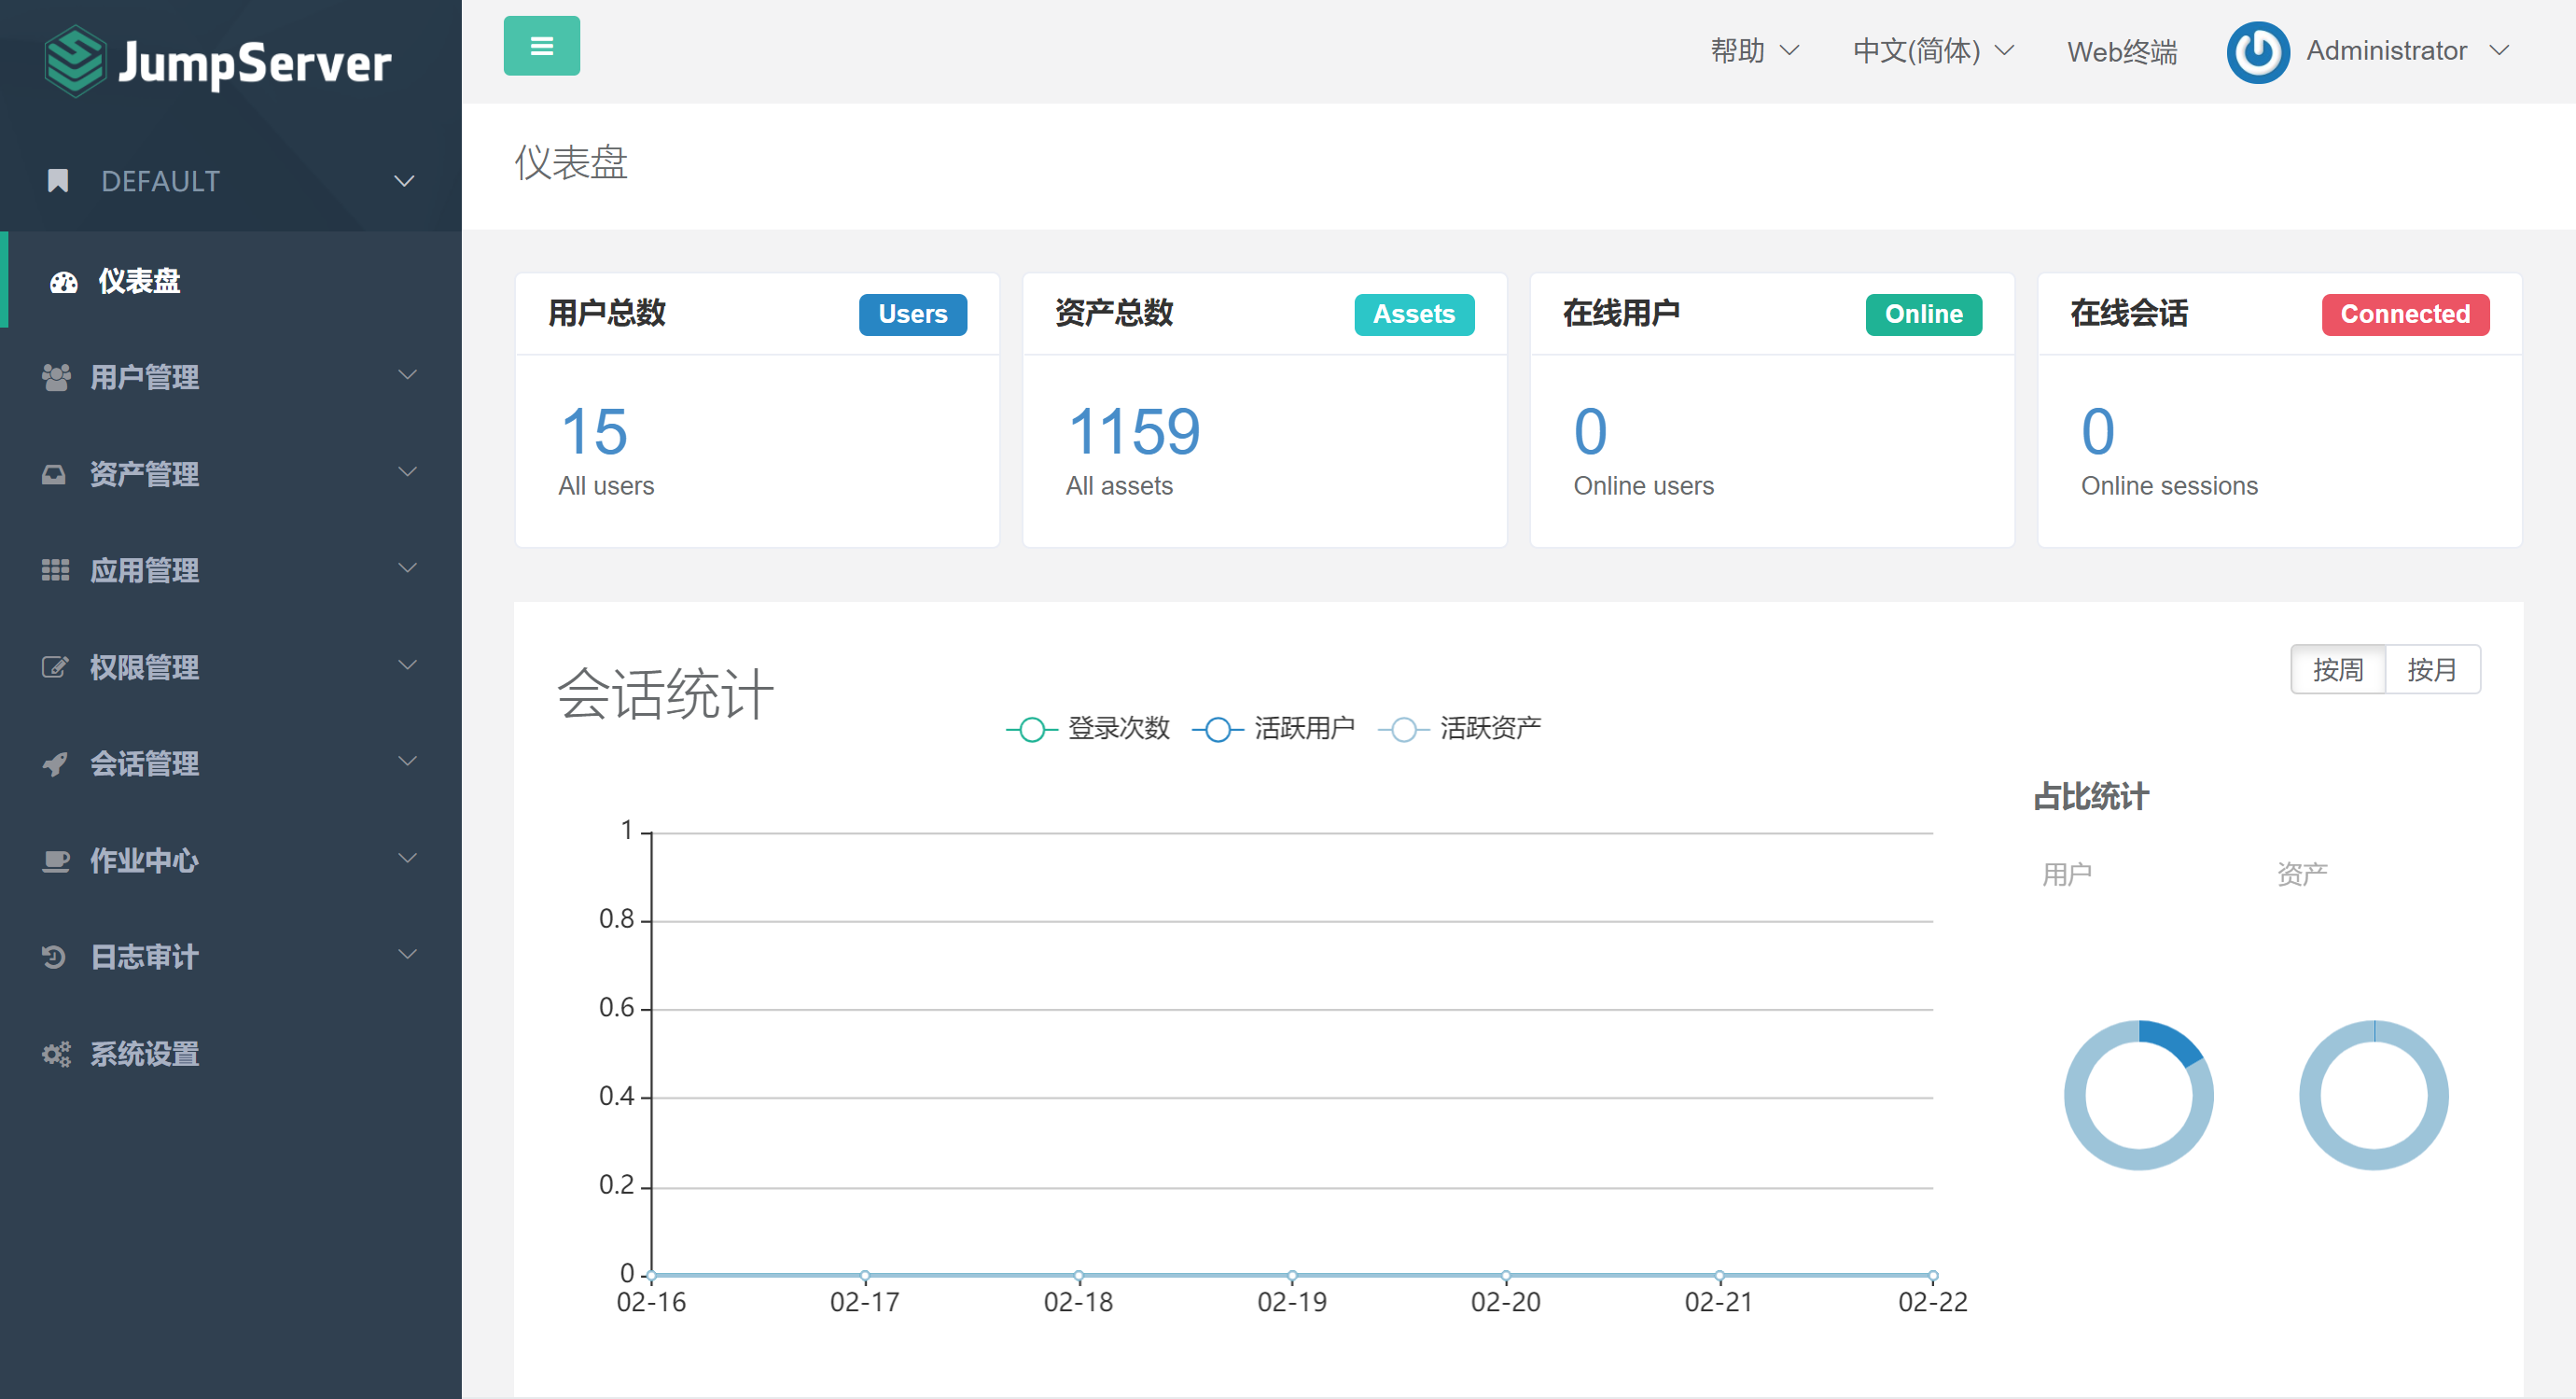 JumpServer
帮助
中文(简体)
Web终端
Administrator
DEFAULT
仪表盘
用户管理
资产管理
应用管理
权限管理
会话管理
作业中心
日志审计
系统设置
仪表盘
用户总数
Users
15
All users
资产总数
Assets
1159
All assets
在线用户
Online
0
Online users
在线会话
Connected
0
Online sessions
会话统计
按周
按月
登录次数
活跃用户
活跃资产
1
0.8
0.6
0.4
0.2
0
02-16
02-17
02-18
02-19
02-20
02-21
02-22
占比统计
用户
资产